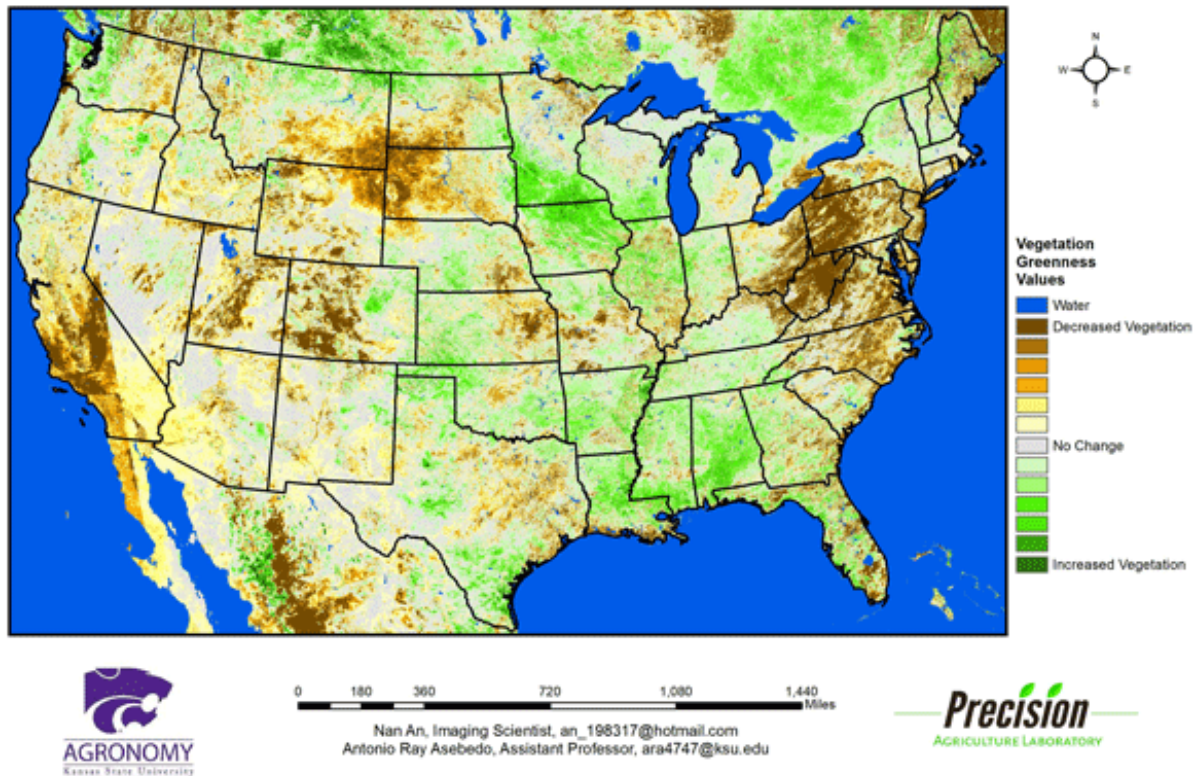 N
W
E
S
Vegetation
Greenness
Values
Water
Decreased Vegetation
No Change
Increased Vegetation
0 180 360 720 1,080 1,440
Miles
Nan An, Imaging Scientist, an_198317@hotmail.com
Antonio Ray Asebedo, Assistant Professor, ara4747@ksu.edu
AGRONOMY
Kansas State University
Precision
AGRICULTURE LABORATORY